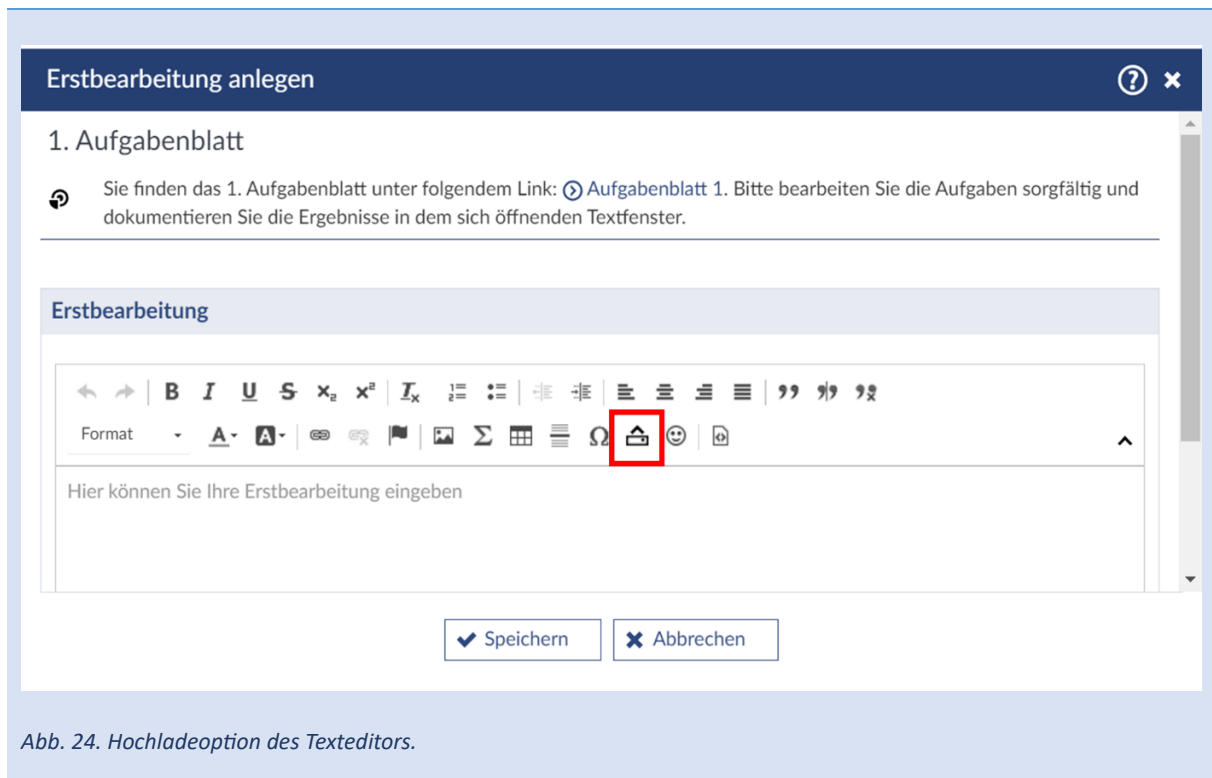 Erstbearbeitung anlegen
1. Aufgabenblatt
Sie finden das 1. Aufgabenblatt unter folgendem Link: Aufgabenblatt 1. Bitte bearbeiten Sie die Aufgaben sorgfältig und
dokumentieren Sie die Ergebnisse in dem sich öffnenden Textfenster.
Erstbearbeitung
Format
Hier können Sie Ihre Erstbearbeitung eingeben
Speichern Abbrechen
Abb. 24. Hochladeoption des Texteditors.